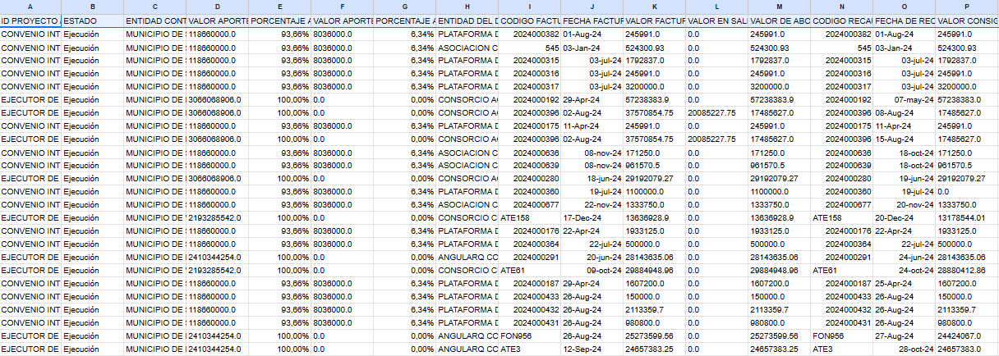 A B C D E F G H I J K L M N O P
ID PROYECTO ESTADO ENTIDAD CONT VALOR APORTE PORCENTAJE A VALOR APORTE PORCENTAJE A ENTIDAD DEL D CODIGO FACTU FECHA FACTUR VALOR FACTUR VALOR EN SALI VALOR DE ABC CODIGO RECAU FECHA DE REC VALOR CONSIG
CONVENIO INT Ejecución MUNICIPIO DE 118660000.0 93,66% 8036000.0 6,34% PLATAFORMA D 2024000382 01-Aug-24 245991.0 0.0 245991.0 2024000382 01-Aug-24 245991.0
CONVENIO INT Ejecución MUNICIPIO DE 118660000.0 93,66% 8036000.0 6,34% ASOCIACION C 545 03-Jan-24 524300.93 0.0 524300.93 545 03-Jan-24 524300.93
CONVENIO INT Ejecución MUNICIPIO DE 118660000.0 93,66% 8036000.0 6,34% PLATAFORMA D 2024000315 03-jul-24 1792837.0 0.0 1792837.0 2024000315 03-jul-24 1792837.0
CONVENIO INT Ejecución MUNICIPIO DE 118660000.0 93,66% 8036000.0 6,34% PLATAFORMA D 2024000316 03-jul-24 245991.0 0.0 245991.0 2024000316 03-jul-24 245991.0
CONVENIO INT Ejecución MUNICIPIO DE 118660000.0 93,66% 8036000.0 6,34% PLATAFORMA D 2024000317 03-jul-24 3200000.0 0.0 3200000.0 2024000317 03-jul-24 3200000.0
EJECUTOR DE Ejecución MUNICIPIO DE 3066068906.0 100,00% 0.0 0,00% CONSORCIO A 2024000192 29-Apr-24 57238383.9 0.0 57238383.9 2024000192 07-may-24 57238383.0
EJECUTOR DE Ejecución MUNICIPIO DE 3066068906.0 100,00% 0.0 0,00% CONSORCIO A 2024000396 02-Aug-24 37570854.75 20085227.75 17485627.0 2024000396 08-Aug-24 17485627.0
CONVENIO INT Ejecución MUNICIPIO DE 118660000.0 93,66% 8036000.0 6,34% PLATAFORMA D 2024000175 11-Apr-24 245991.0 0.0 245991.0 2024000175 11-Apr-24 245991.0
EJECUTOR DE Ejecución MUNICIPIO DE 3066068906.0 100,00% 0.0 0,00% CONSORCIO A 2024000396 02-Aug-24 37570854.75 20085227.75 17485627.0 2024000396 15-Aug-24 17485627.0
CONVENIO INT Ejecución MUNICIPIO DE 118660000.0 93,66% 8036000.0 6,34% ASOCIACION C 2024000636 08-nov-24 171250.0 0.0 171250.0 2024000636 18-oct-24 171250.0
CONVENIO INT Ejecución MUNICIPIO DE 118660000.0 93,66% 8036000.0 6,34% ASOCIACION C 2024000639 08-nov-24 961570.5 0.0 961570.5 2024000639 18-oct-24 961570.5
EJECUTOR DE Ejecución MUNICIPIO DE 3066068906.0 100,00% 0.0 0,00% CONSORCIO A 2024000280 18-jun-24 29192079.27 0.0 29192079.27 2024000280 19-jun-24 29192079.27
CONVENIO INT Ejecución MUNICIPIO DE 118660000.0 93,66% 8036000.0 6,34% PLATAFORMA D 2024000360 19-jul-24 1100000.0 0.0 1100000.0 2024000360 19-jul-24 0.0
CONVENIO INT Ejecución MUNICIPIO DE 118660000.0 93,66% 8036000.0 6,34% ASOCIACION C 2024000677 22-nov-24 1333750.0 0.0 1333750.0 2024000677 20-nov-24 1333750.0
EJECUTOR DE Ejecución MUNICIPIO DE 2193285542.0 100,00% 0.0 0,00% CONSORCIO C ATE158 17-Dec-24 13636928.9 0.0 13636928.9 ATE158 20-Dec-24 13178544.01
CONVENIO INT Ejecución MUNICIPIO DE 118660000.0 93,66% 8036000.0 6,34% PLATAFORMA D 2024000176 22-Apr-24 1933125.0 0.0 1933125.0 2024000176 22-Apr-24 1933125.0
CONVENIO INT Ejecución MUNICIPIO DE 118660000.0 93,66% 8036000.0 6,34% PLATAFORMA D 2024000364 22-jul-24 500000.0 0.0 500000.0 2024000364 22-jul-24 500000.0
EJECUTOR DE Ejecución MUNICIPIO DE 2410344254.0 100,00% 0.0 0,00% ANGULARQ CO 2024000291 20-jun-24 28143635.06 0.0 28143635.06 2024000291 24-jun-24 28143635.06
EJECUTOR DE Ejecución MUNICIPIO DE 2193285542.0 100,00% 0.0 0,00% CONSORCIO C ATE61 09-oct-24 29884948.96 0.0 29884948.96 ATE61 24-oct-24 28880412.86
CONVENIO INT Ejecución MUNICIPIO DE 118660000.0 93,66% 8036000.0 6,34% PLATAFORMA D 2024000187 29-Apr-24 1607200.0 0.0 1607200.0 2024000187 25-Apr-24 1607200.0
CONVENIO INT Ejecución MUNICIPIO DE 118660000.0 93,66% 8036000.0 6,34% PLATAFORMA D 2024000433 26-Aug-24 150000.0 0.0 150000.0 2024000433 26-Aug-24 150000.0
CONVENIO INT Ejecución MUNICIPIO DE 118660000.0 93,66% 8036000.0 6,34% PLATAFORMA D 2024000432 26-Aug-24 2113359.7 0.0 2113359.7 2024000432 26-Aug-24 2113359.7
CONVENIO INT Ejecución MUNICIPIO DE 118660000.0 93,66% 8036000.0 6,34% PLATAFORMA D 2024000431 26-Aug-24 980800.0 0.0 980800.0 2024000431 26-Aug-24 980800.0
EJECUTOR DE Ejecución MUNICIPIO DE 2410344254.0 100,00% 0.0 0,00% ANGULARQ CO FON956 26-Aug-24 25273599.56 0.0 25273599.56 FON956 27-Aug-24 24424067.0
EJECUTOR DE Ejecución MUNICIPIO DE 2410344254.0 100,00% 0.0 0,00% ANGULARQ CO ATE3 12-Sep-24 24657383.25 0.0 24657383.25 ATE3 28-oct-24 24657383.0